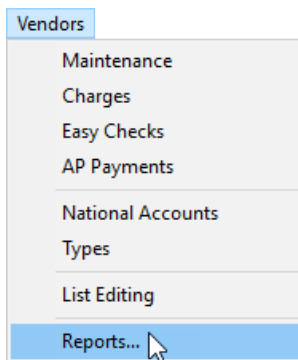 Vendors
Maintenance
Charges
Easy Checks
AP Payments
National Accounts
Types
List Editing
Reports...